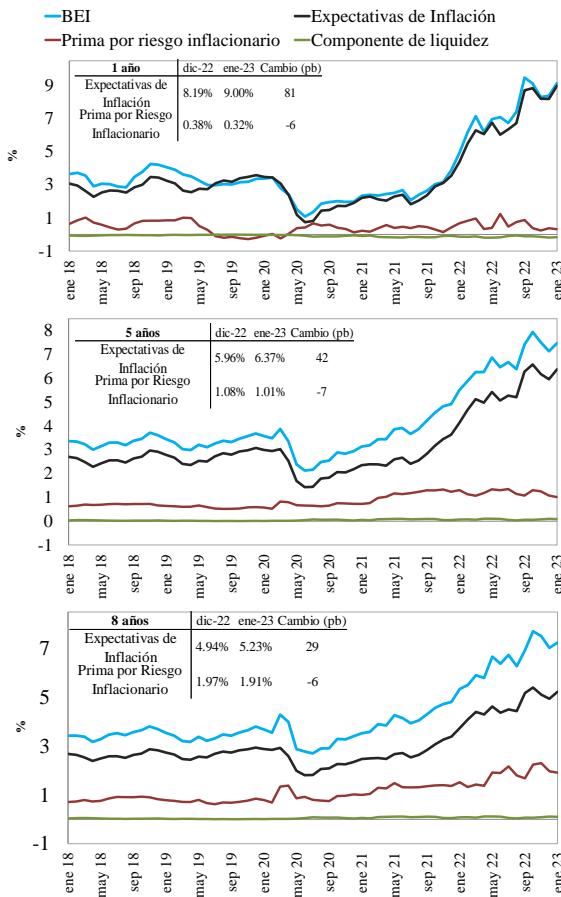 BEI Expectativas de Inflación
Prima por riesgo inflacionario Componente de liquidez
1 año dic-22 ene-23 Cambio (pb)
Expectativas de Inflación 8.19% 9.00% 81
Prima por Riesgo Inflacionario 0.38% 0.32% -6
%
9
7
5
3
1
-1
ene 18 may 18 sep 18 ene 19 may 19 sep 19 ene 20 may 20 sep 20 ene 21 may 21 sep 21 ene 22 may 22 sep 22 ene 23
5 años dic-22 ene-23 Cambio (pb)
Expectativas de Inflación 5.96% 6.37% 42
Prima por Riesgo Inflacionario 1.08% 1.01% -7
%
8
7
6
5
4
3
2
1
0
-1
ene 18 may 18 sep 18 ene 19 may 19 sep 19 ene 20 may 20 sep 20 ene 21 may 21 sep 21 ene 22 may 22 sep 22 ene 23
8 años dic-22 ene-23 Cambio (pb)
Expectativas de Inflación 4.94% 5.23% 29
Prima por Riesgo Inflacionario 1.97% 1.91% -6
%
7
5
3
1
-1
ene 18 may 18 sep 18 ene 19 may 19 sep 19 ene 20 may 20 sep 20 ene 21 may 21 sep 21 ene 22 may 22 sep 22 ene 23